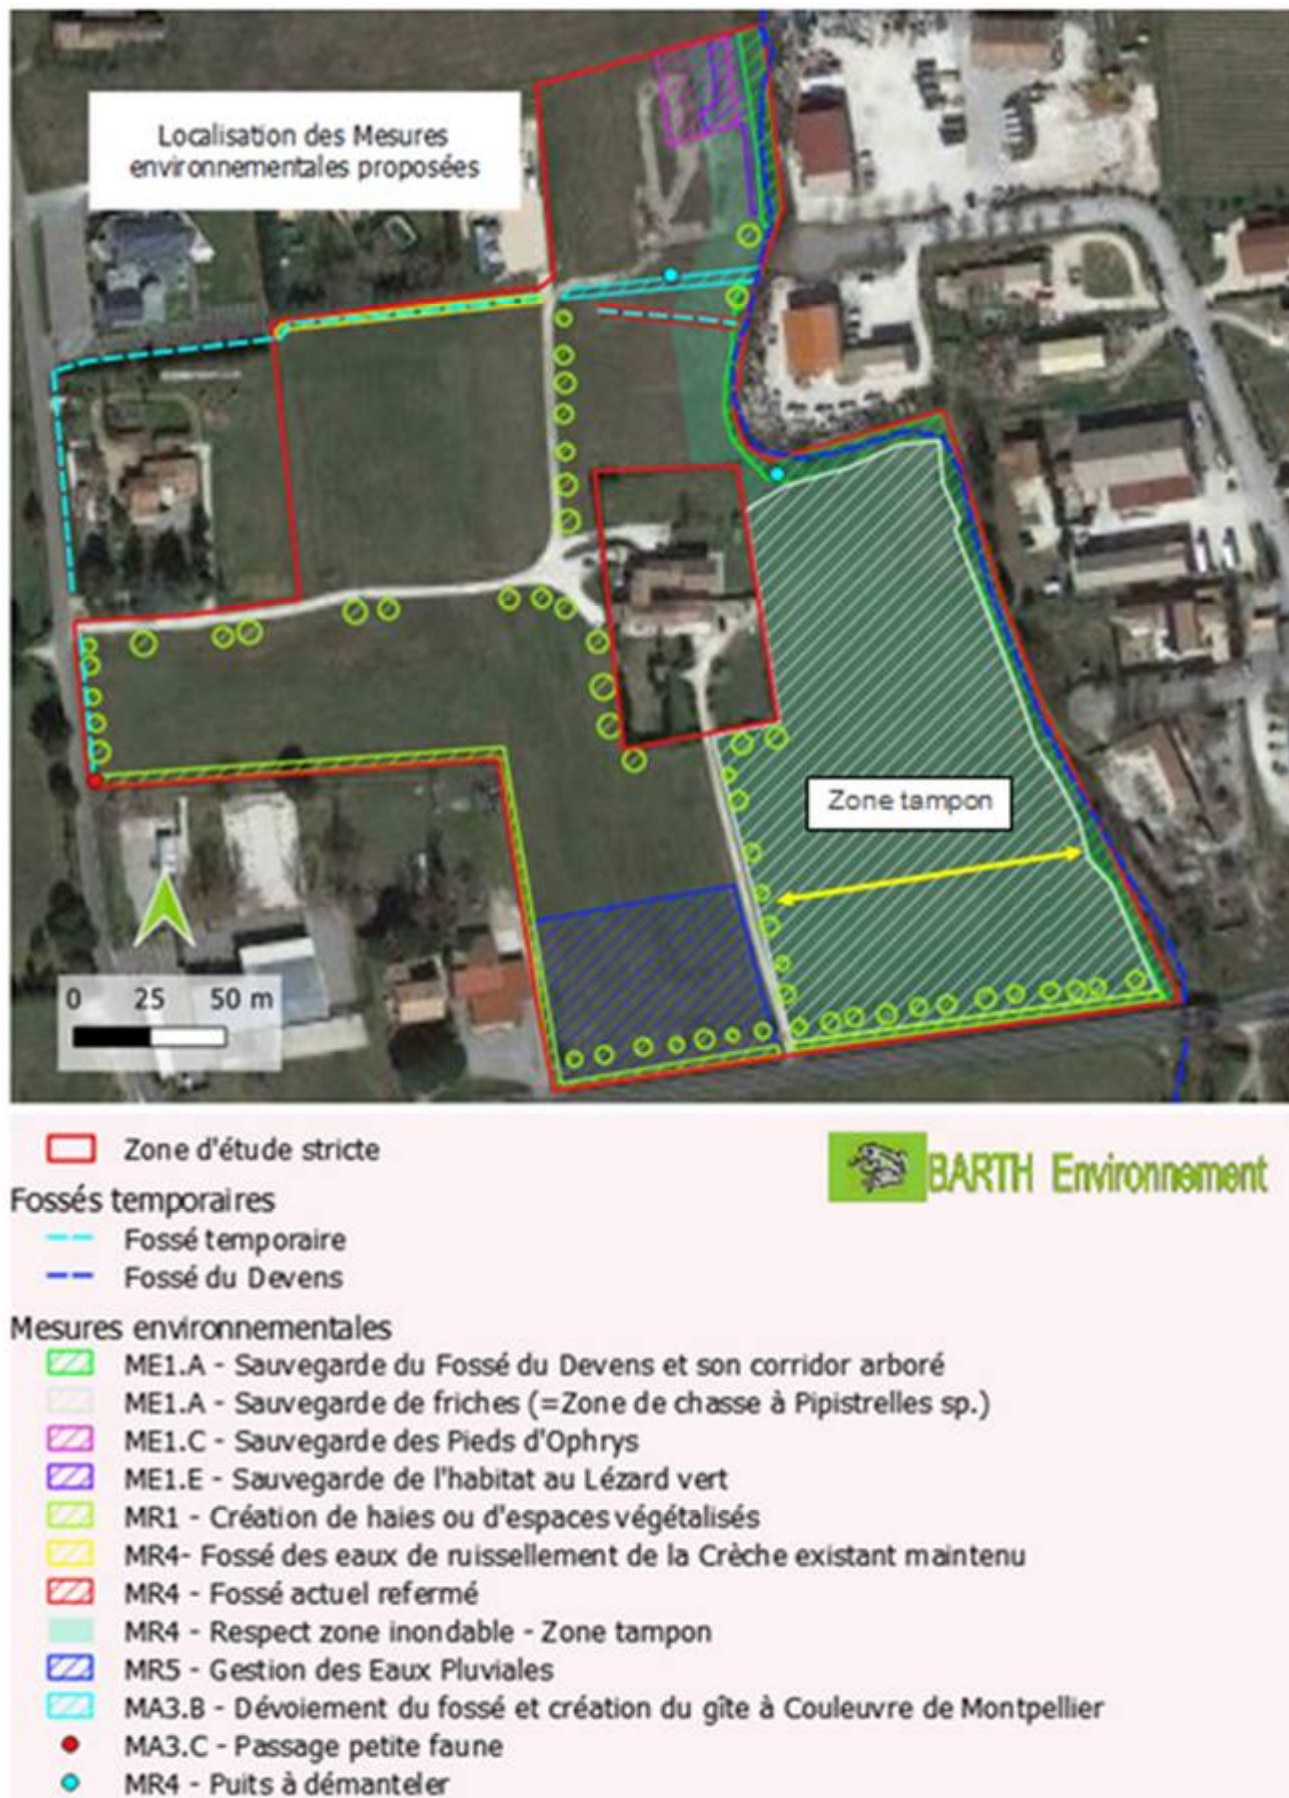 Localisation des Mesures
environnementales proposées
Zone tampon
0 25 50 m
Zone d'étude stricte
BARTH Environnement
Fossés temporaires
Fossé temporaire
Fossé du Devens
Mesures environnementales
ME1.A - Sauvegarde du Fossé du Devens et son corridor arboré
ME1.A - Sauvegarde de friches (=Zone de chasse à Pipistrelles sp.)
ME1.C - Sauvegarde des Pieds d'Ophrys
ME1.E - Sauvegarde de l'habitat au Lézard vert
MR1 - Création de haies ou d'espaces végétalisés
MR4- Fossé des eaux de ruissellement de la Crèche existant maintenu
MR4 - Fossé actuel refermé
MR4 - Respect zone inondable - Zone tampon
MR5 - Gestion des Eaux Pluviales
MA3.B - Dévoiement du fossé et création du gîte à Couleuvre de Montpellier
MA3.C - Passage petite faune
MR4 - Puits à démanteler